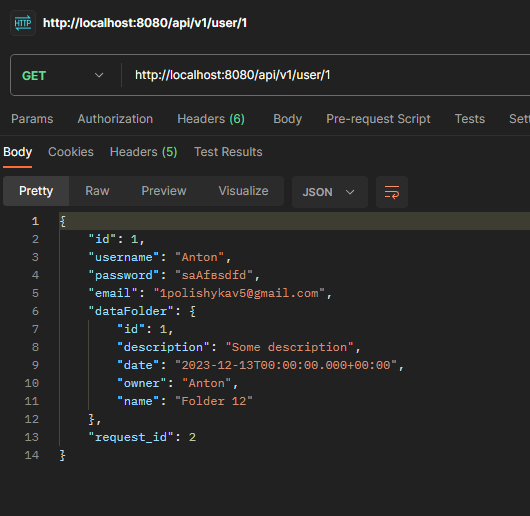 HTTP http://localhost:8080/api/v1/user/1
GET http://localhost:8080/api/v1/user/1
Params Authorization Headers (6) Body Pre-request Script Tests Sett
Body Cookies Headers (5) Test Results
Pretty Raw Preview Visualize JSON
1 {
2 "id": 1,
3 "username": "Anton",
4 "password": "saAfвsdfd",
5 "email": "1polishykav5@gmail.com",
6 "dataFolder": {
7 "id": 1,
8 "description": "Some description",
9 "date": "2023-12-13T00:00:00.000+00:00",
10 "owner": "Anton",
11 "name": "Folder 12"
12 },
13 "request_id": 2
14 }